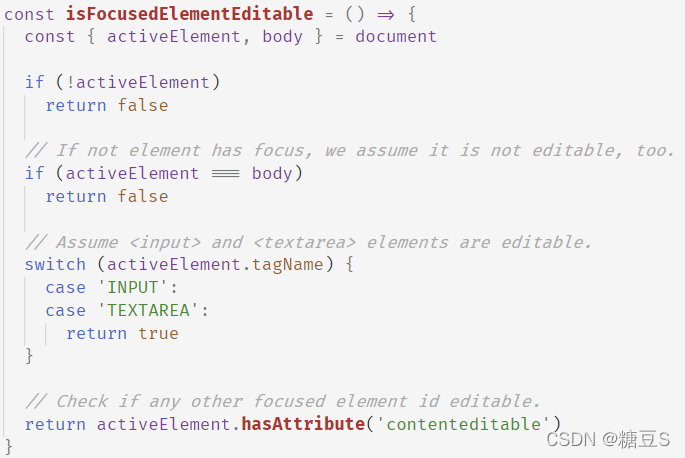 const isFocusedElementEditable = () => {
  const { activeElement, body } = document

  if (!activeElement)
    return false

  // If not element has focus, we assume it is not editable, too.
  if (activeElement === body)
    return false

  // Assume <input> and <textarea> elements are editable.
  switch (activeElement.tagName) {
    case 'INPUT':
    case 'TEXTAREA':
      return true
  }

  // Check if any other focused element id editable.
  return activeElement.hasAttribute('contenteditable')
}
CSDN @糖豆S